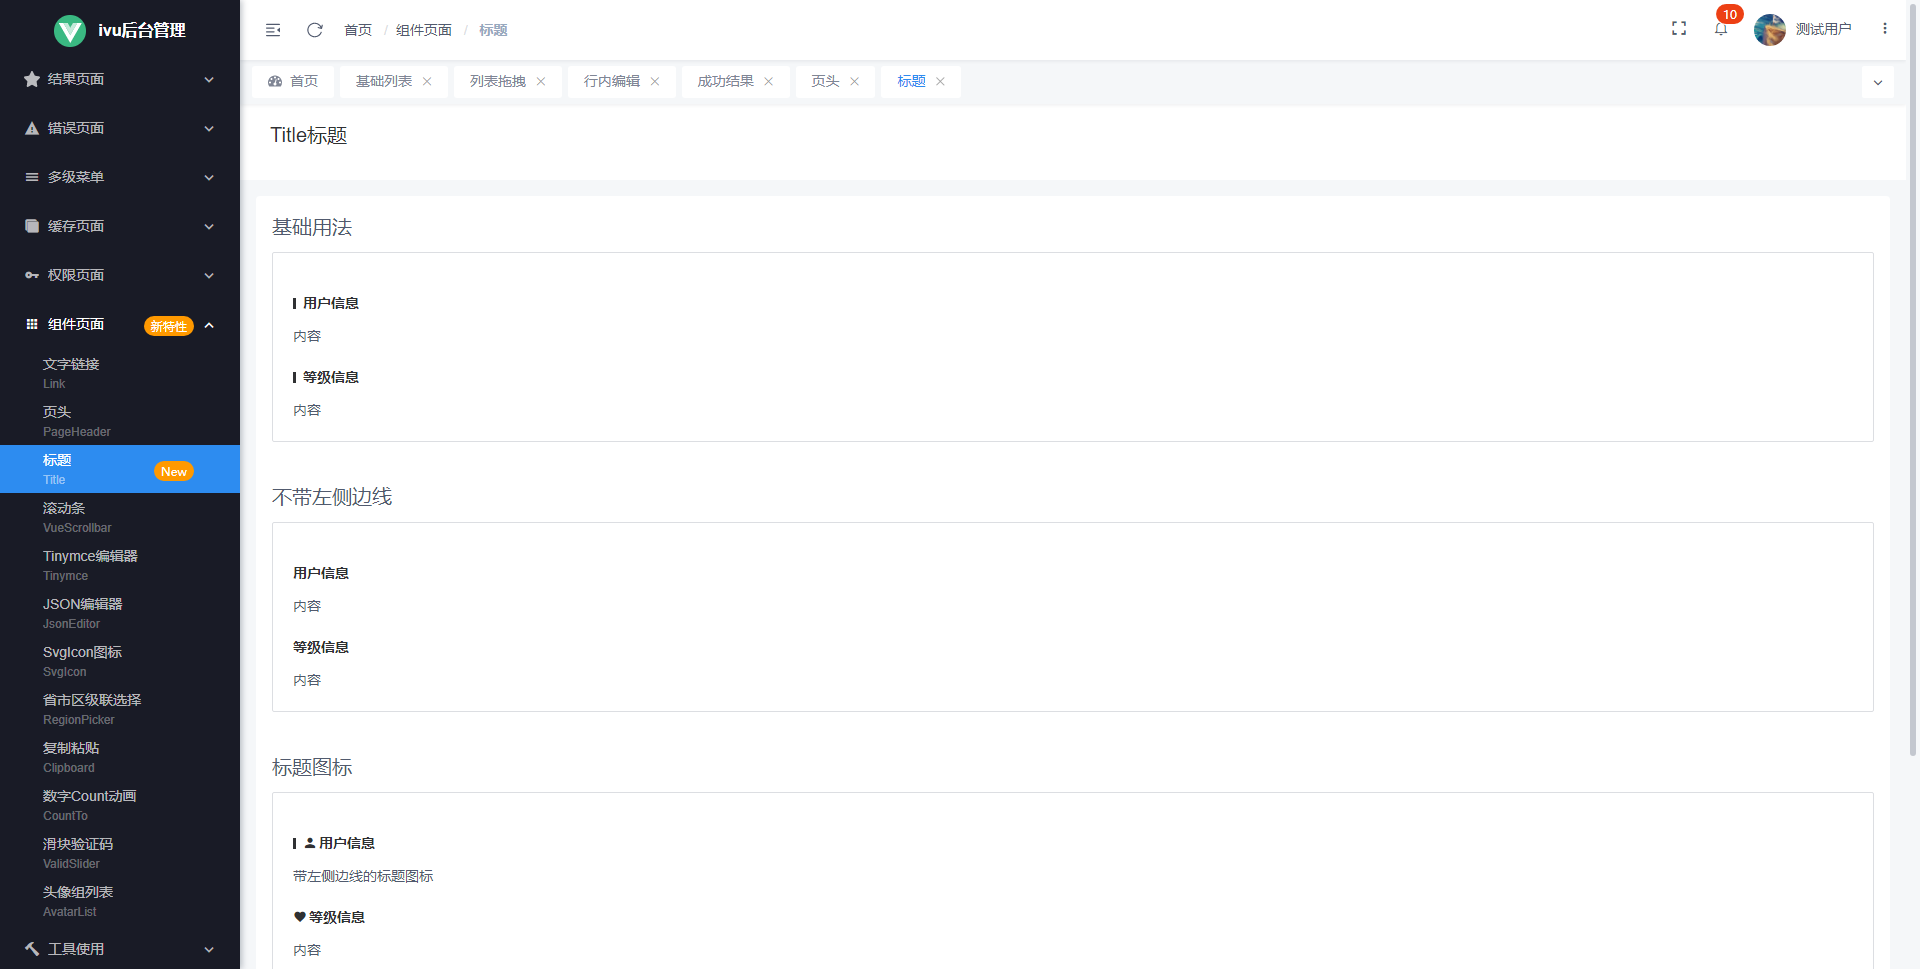 ivu后台管理
结果页面
错误页面
多级菜单
缓存页面
权限页面
组件页面 新特性
文字链接
Link
页头
PageHeader
标题
Title
New
滚动条
VueScrollbar
Tinymce编辑器
Tinymce
JSON编辑器
JsonEditor
SvgIcon图标
SvgIcon
省市区级联选择
RegionPicker
复制粘贴
Clipboard
数字Count动画
CountTo
滑块验证码
ValidSlider
头像组列表
AvatarList
工具使用
首页 / 组件页面 / 标题
10
测试用户
首页 基础列表 列表拖拽 行内编辑 成功结果 页头 标题
Title标题
基础用法
用户信息
内容
等级信息
内容
不带左侧边线
用户信息
内容
等级信息
内容
标题图标
用户信息
带左侧边线的标题图标
等级信息
内容